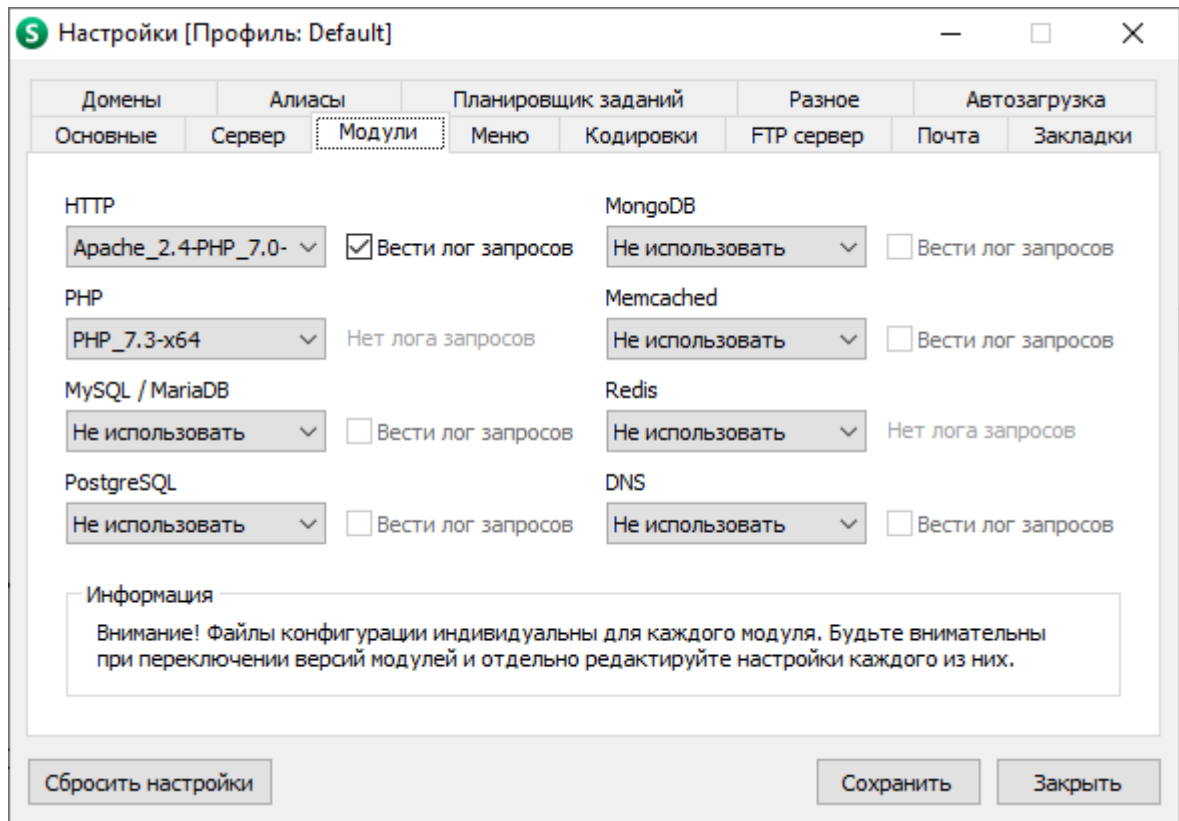 S Настройки [Профиль: Default]
Домены Алиасы Планировщик заданий Разное Автозагрузка
Основные Сервер Модули Меню Кодировки FTP сервер Почта Закладки
HTTP
Apache_2.4-PHP_7.0-
Вести лог запросов
PHP
PHP_7.3-x64
Нет лога запросов
MySQL / MariaDB
Не использовать
Вести лог запросов
PostgreSQL
Не использовать
Вести лог запросов
MongoDB
Не использовать
Вести лог запросов
Memcached
Не использовать
Вести лог запросов
Redis
Не использовать
Нет лога запросов
DNS
Не использовать
Вести лог запросов
Информация
Внимание! Файлы конфигурации индивидуальны для каждого модуля. Будьте внимательны
при переключении версий модулей и отдельно редактируйте настройки каждого из них.
Сбросить настройки Сохранить Закрыть